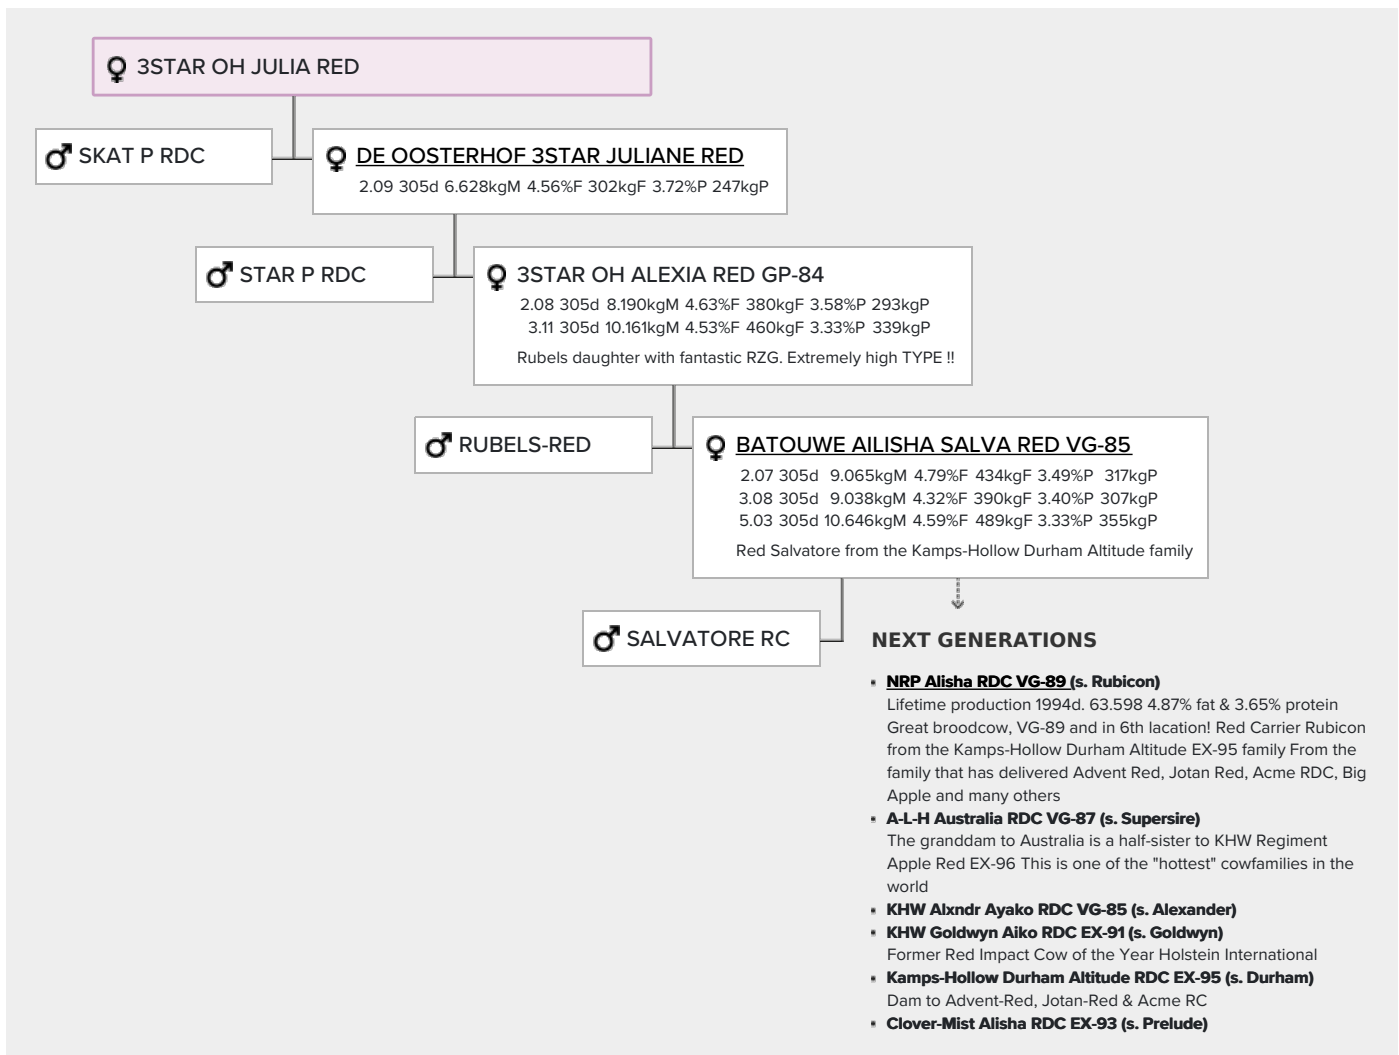 3STAR OH JULIA RED
SKAT P RDC
DE OOSTERHOF 3STAR JULIANE RED
2.09 305d 6.628kgM 4.56%F 302kgF 3.72%P 247kgP
STAR P RDC
3STAR OH ALEXIA RED GP-84
2.08 305d 8.190kgM 4.63%F 380kgF 3.58%P 293kgP
3.11 305d 10.161kgM 4.53%F 460kgF 3.33%P 339kgP
Rubels daughter with fantastic RZG. Extremely high TYPE !!
RUBELS-RED
BATOUWE AILISHA SALVA RED VG-85
2.07 305d 9.065kgM 4.79%F 434kgF 3.49%P 317kgP
3.08 305d 9.038kgM 4.32%F 390kgF 3.40%P 307kgP
5.03 305d 10.646kgM 4.59%F 489kgF 3.33%P 355kgP
Red Salvatore from the Kamps-Hollow Durham Altitude family
SALVATORE RC
NEXT GENERATIONS
NRP Alisha RDC VG-89 (s. Rubicon)
Lifetime production 1994d. 63.598 4.87% fat & 3.65% protein
Great broodcow, VG-89 and in 6th lacation! Red Carrier Rubicon
from the Kamps-Hollow Durham Altitude EX-95 family From the
family that has delivered Advent Red, Jotan Red, Acme RDC, Big
Apple and many others
A-L-H Australia RDC VG-87 (s. Supersire)
The granddam to Australia is a half-sister to KHW Regiment
Apple Red EX-96 This is one of the "hottest" cowfamilies in the
world
KHW Alxndr Ayako RDC VG-85 (s. Alexander)
KHW Goldwyn Aiko RDC EX-91 (s. Goldwyn)
Former Red Impact Cow of the Year Holstein International
Kamps-Hollow Durham Altitude RDC EX-95 (s. Durham)
Dam to Advent-Red, Jotan-Red & Acme RC
Clover-Mist Alisha RDC EX-93 (s. Prelude)